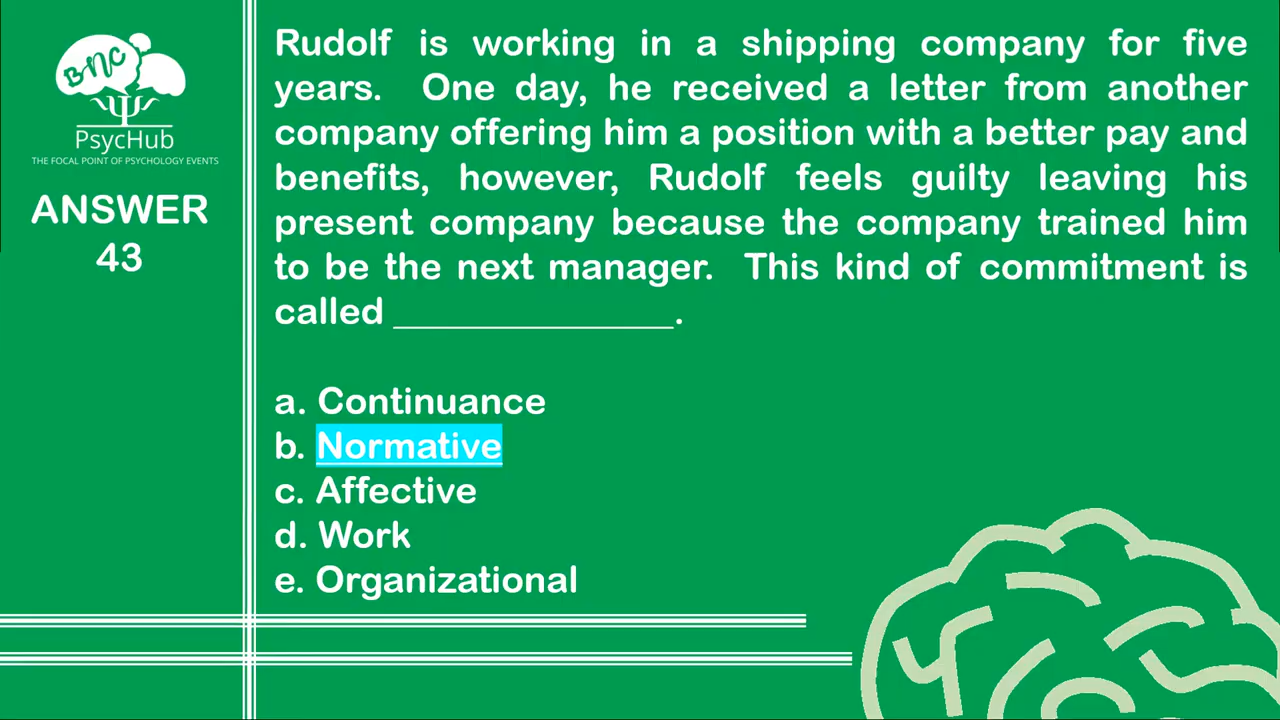 BNC
PsycHub
THE FOCAL POINT OF PSYCHOLOGY EVENTS
ANSWER
43
Rudolf is working in a shipping company for five
years. One day, he received a letter from another
company offering him a position with a better pay and
benefits, however, Rudolf feels guilty leaving his
present company because the company trained him
to be the next manager. This kind of commitment is
called _______________.
a. Continuance
b. Normative
c. Affective
d. Work
e. Organizational